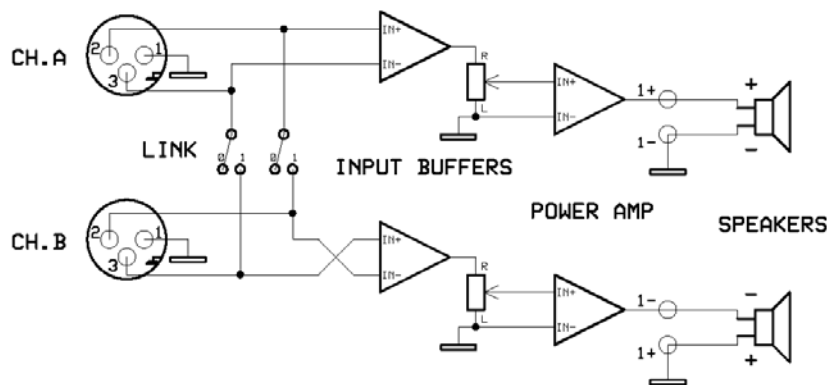 CH.A
2
1
3
IN+
IN-
R
L
IN+
IN-
1+
1-
+
-
LINK
0
1
0
1
INPUT BUFFERS
POWER AMP
SPEAKERS
CH.B
2
1
3
IN+
IN-
R
L
IN+
IN-
1-
1+
-
+